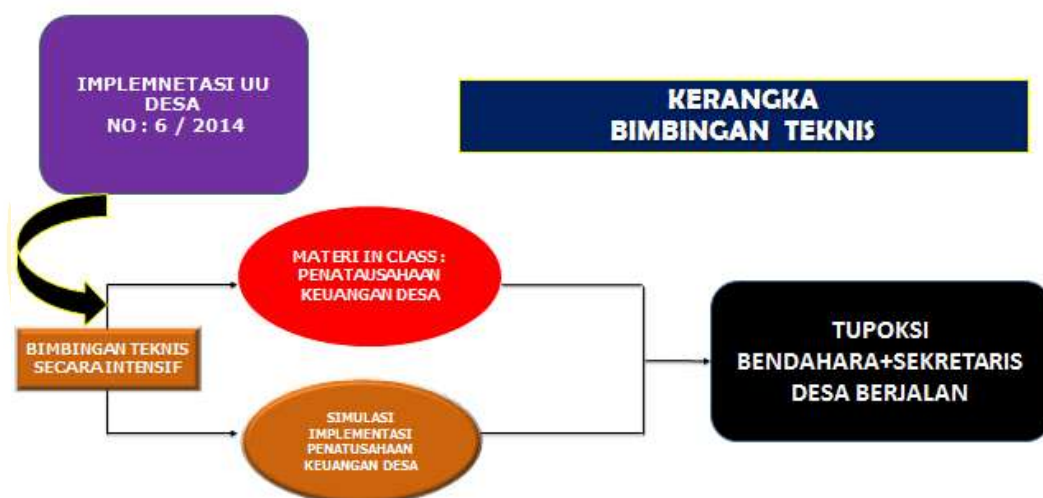 IMPLEMNETASI UU
DESA
NO : 6 / 2014
KERANGKA
BIMBINGAN TEKNIS
MATERI IN CLASS :
PENATAUSAHAAN
KEUANGAN DESA
BIMBINGAN TEKNIS
SECARA INTENSIF
SIMULASI
IMPLEMENTASI
PENATUSAHAAN
KEUANGAN DESA
TUPOKSI
BENDAHARA+SEKRETARIS
DESA BERJALAN